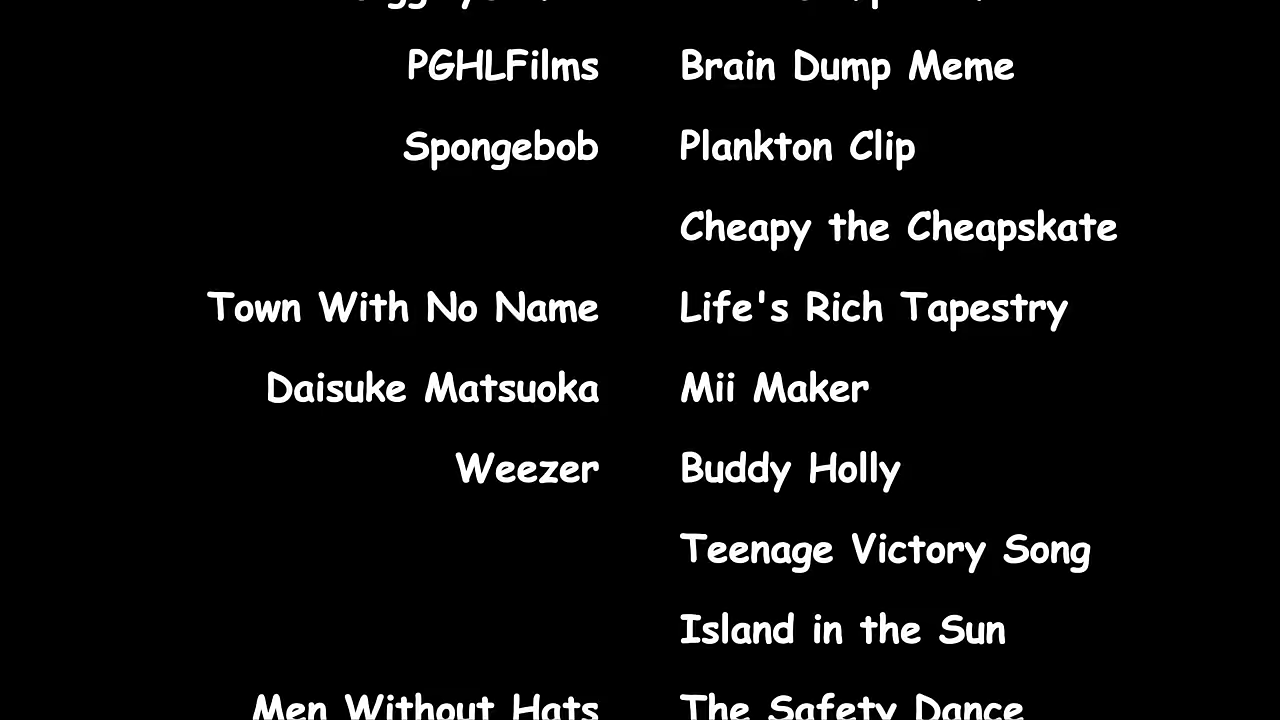 PGHLFilms Brain Dump Meme
Spongebob Plankton Clip
Cheapy the Cheapskate
Town With No Name Life's Rich Tapestry
Daisuke Matsuoka Mii Maker
Weezer Buddy Holly
Teenage Victory Song
Island in the Sun
Men Without Hats The Safety Dance